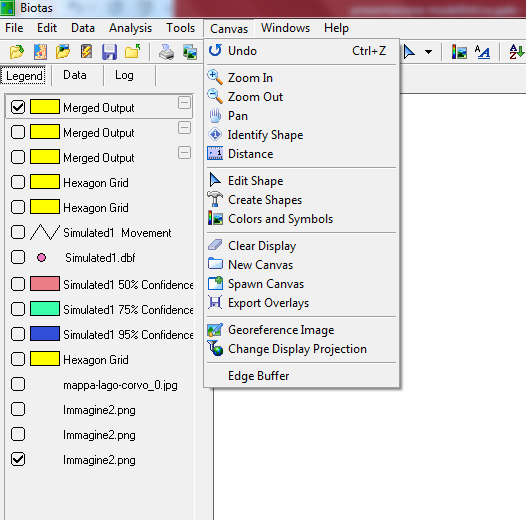 Biotas
File Edit Data Analysis Tools Canvas Windows Help
Legend Data Log
Merged Output
Merged Output
Merged Output
Hexagon Grid
Hexagon Grid
Simulated1 Movement
Simulated1.dbf
Simulated1 50% Confidence
Simulated1 75% Confidence
Simulated1 95% Confidence
Hexagon Grid
mappa-lago-corvo_0.jpg
Immagine2.png
Immagine2.png
Immagine2.png
Undo Ctrl+Z
Zoom In
Zoom Out
Pan
Identify Shape
Distance
Edit Shape
Create Shapes
Colors and Symbols
Clear Display
New Canvas
Spawn Canvas
Export Overlays
Georeference Image
Change Display Projection
Edge Buffer